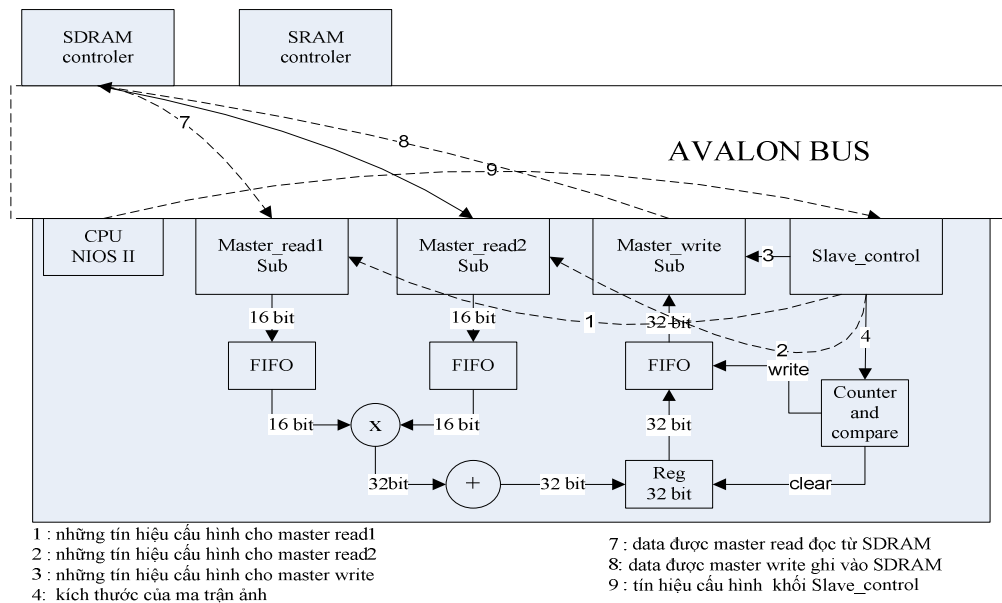 SDRAM
controler
SRAM
controler
7
8
9
AVALON BUS
CPU
NIOS II
Master_read1
Sub
Master_read2
Sub
Master_write
Sub
3
Slave_control
16 bit
16 bit
1
32 bit
2
4
FIFO
FIFO
FIFO
write
Counter
and
compare
16 bit
x
16 bit
32 bit
32bit
+
32 bit
Reg
32 bit
clear
1 : những tín hiệu cấu hình cho master read1
2 : những tín hiệu cấu hình cho master read2
3 : những tín hiệu cấu hình cho master write
4: kích thước của ma trận ảnh
7 : data được master read đọc từ SDRAM
8: data được master write ghi vào SDRAM
9 : tín hiệu cấu hình khối Slave_control